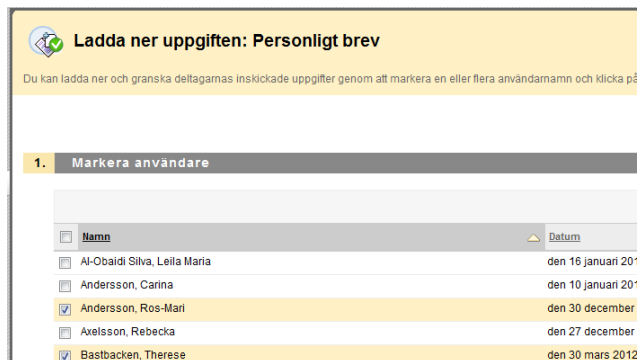 Ladda ner uppgiften: Personligt brev
Du kan ladda ner och granska deltagarnas inskickade uppgifter genom att markera en eller flera användarnamn och klicka på
1. Markera användare
Namn Datum
Al-Obaidi Silva, Leila Maria den 16 januari 201
Andersson, Carina den 10 januari 201
Andersson, Ros-Mari den 30 december
Axelsson, Rebecka den 27 december
Bastbacken, Therese den 30 mars 2012